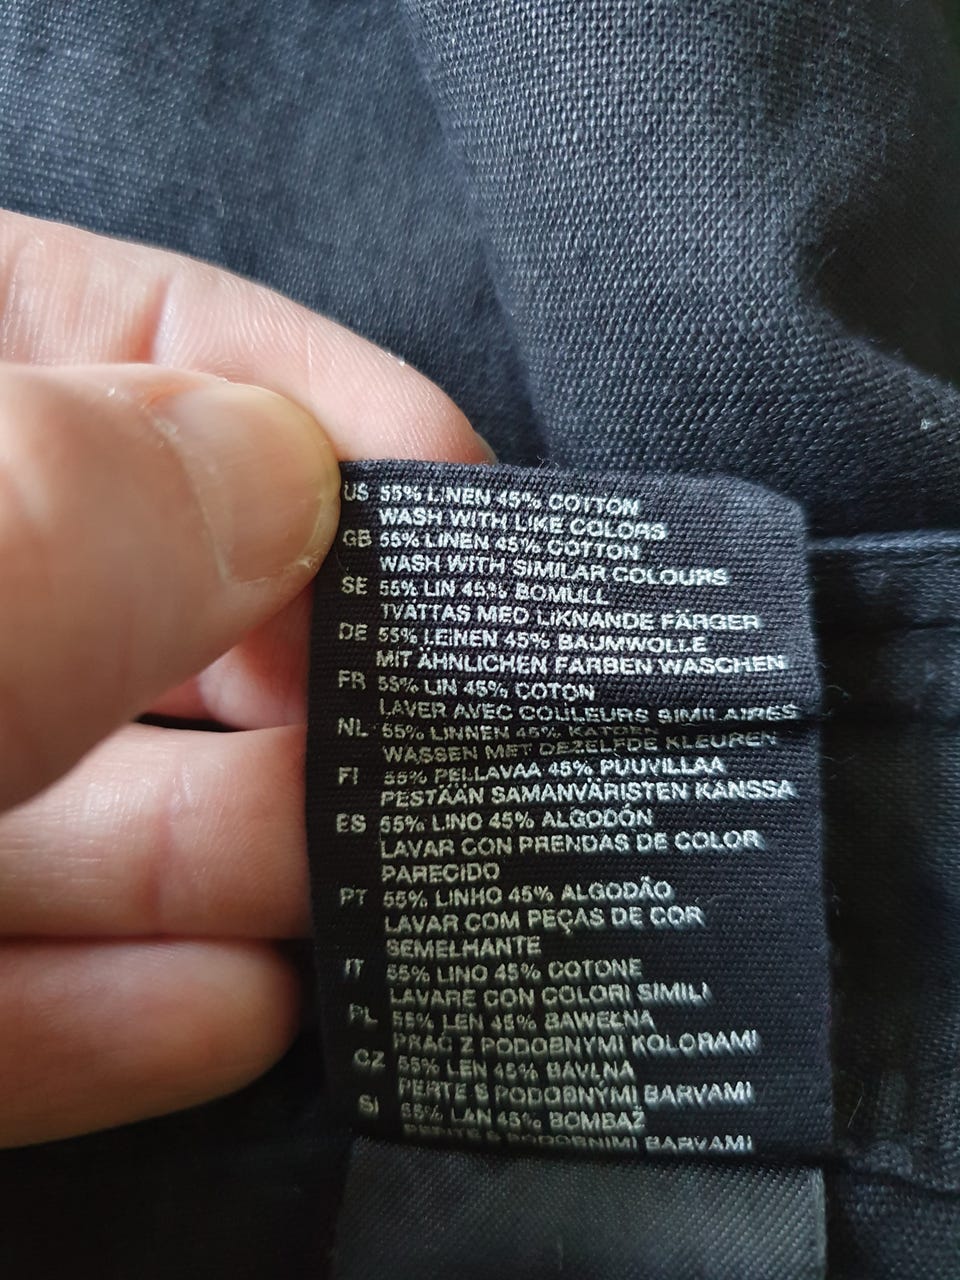 US 55% LINEN 45% COTTON
WASH WITH LIKE COLORS
GB 55% LINEN 45% COTTON
WASH WITH SIMILAR COLOURS
SE 55% LIN 45% BOMULL
TVÄTTAS MED LIKNANDE FÄRGER
DE 55% LEINEN 45% BAUMWOLLE
MIT ÄHNLICHEN FARBEN WASCHEN
FR 55% LIN 45% COTON
LAVER AVEC COULEURS SIMILAIRES
NL 55% LINNEN 45% KATOEN
WASSEN MET DEZELFDE KLEUREN
FI 55% PELLAVAA 45% PUUVILLAA
PESTÄÄN SAMANVÄRISTEN KANSSA
ES 55% LINO 45% ALGODÓN
LAVAR CON PRENDAS DE COLOR
PARECIDO
PT 55% LINHO 45% ALGODÃO
LAVAR COM PEÇAS DE COR
SEMELHANTE
IT 55% LINO 45% COTONE
LAVARE CON COLORI SIMILI
PL 55% LEN 45% BAWEŁNA
PRAĆ Z PODOBNYMI KOLORAMI
CZ 55% LEN 45% BAVLNA
PERTE S PODOBNÝMI BARVAMI
SI 55% LAN 45% BOMBAŽ
PERITE S PODOBNIMI BARVAMI